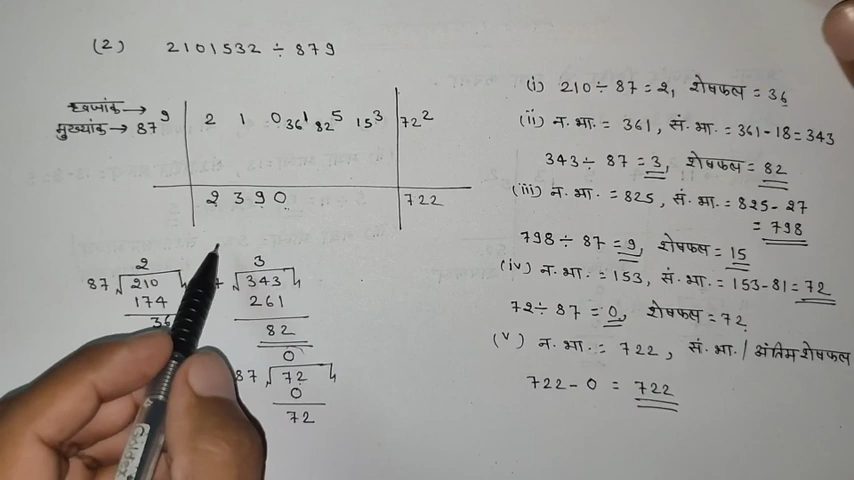 (2) 2101532 ÷ 879
ध्वजांक →
मुख्यांक → 87⁹ 2 1 0 ₃₆¹ ₈₂⁵ ₁₅³ ₇₂²
2 3 9 0 722
2
87 210
174
36
3
343
261
82
0
87 72
0
72
(i) 210 ÷ 87 = 2, शेषफल = 36
(ii) न. भा. = 361, सं. भा. = 361-18 = 343
343 ÷ 87 = 3, शेषफल = 82
(iii) न. भा. = 825, सं. भा. = 825 - 27
= 798
798 ÷ 87 = 9, शेषफल = 15
(iv) न. भा. = 153, सं. भा. = 153-81 = 72
72 ÷ 87 = 0, शेषफल = 72
(v) न. भा. = 722, सं. भा. / अंतिम शेषफल
722 - 0 = 722